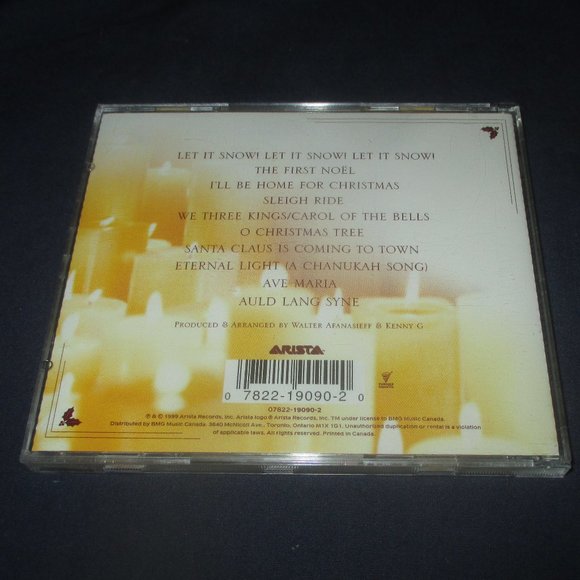 LET IT SNOW! LET IT SNOW! LET IT SNOW!
THE FIRST NOËL
I'LL BE HOME FOR CHRISTMAS
SLEIGH RIDE
WE THREE KINGS/CAROL OF THE BELLS
O CHRISTMAS TREE
SANTA CLAUS IS COMING TO TOWN
ETERNAL LIGHT (A CHANUKAH SONG)
AVE MARIA
AULD LANG SYNE
PRODUCED & ARRANGED BY WALTER AFANASIEFF & KENNY G
ARISTA
0 7822-19090-2 0
07822-19090-2
℗ & © 1999 Arista Records, Inc. Arista logo ® Arista Records, Inc. TM under license to BMG Music Canada.
Distributed by BMG Music Canada. 3640 McNicoll Ave., Toronto, Ontario M1X 1G1. Unauthorized duplication or rental is a violation
of applicable laws. All rights reserved. Printed in Canada.